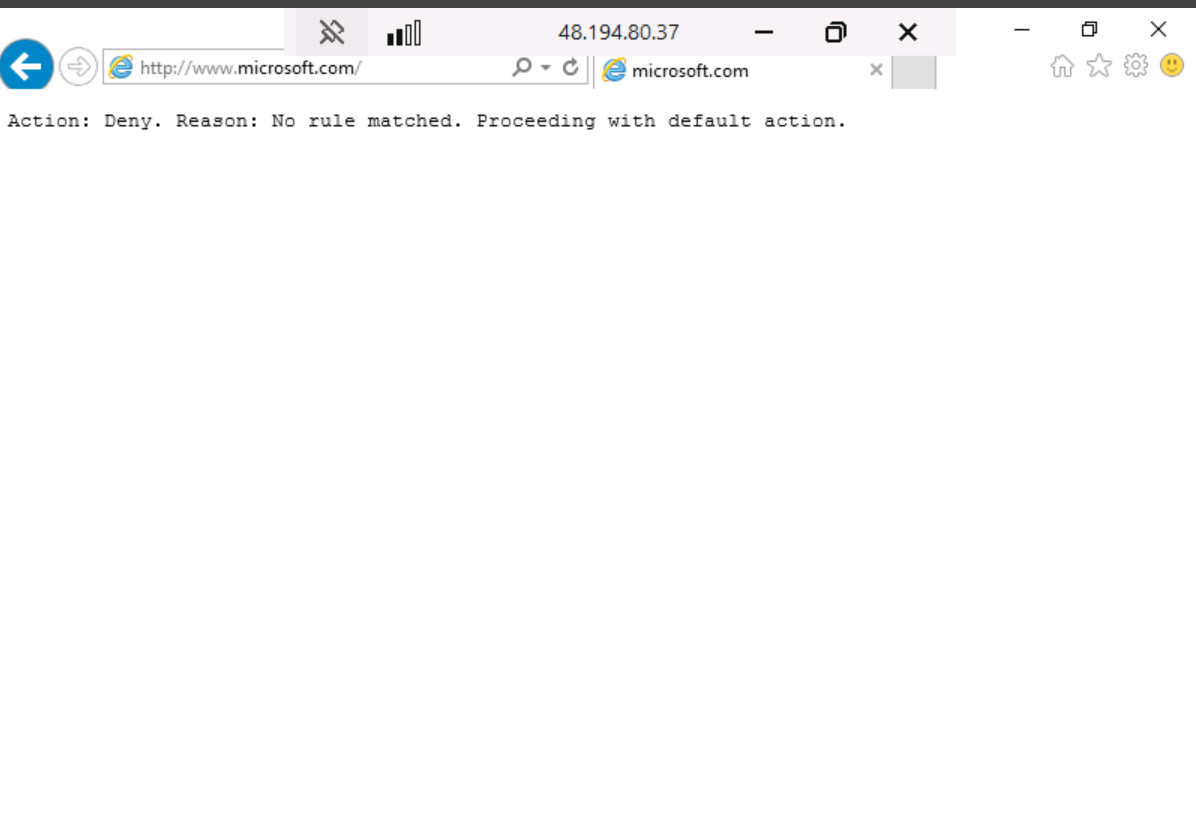 48.194.80.37
http://www.microsoft.com/
microsoft.com
Action: Deny. Reason: No rule matched. Proceeding with default action.